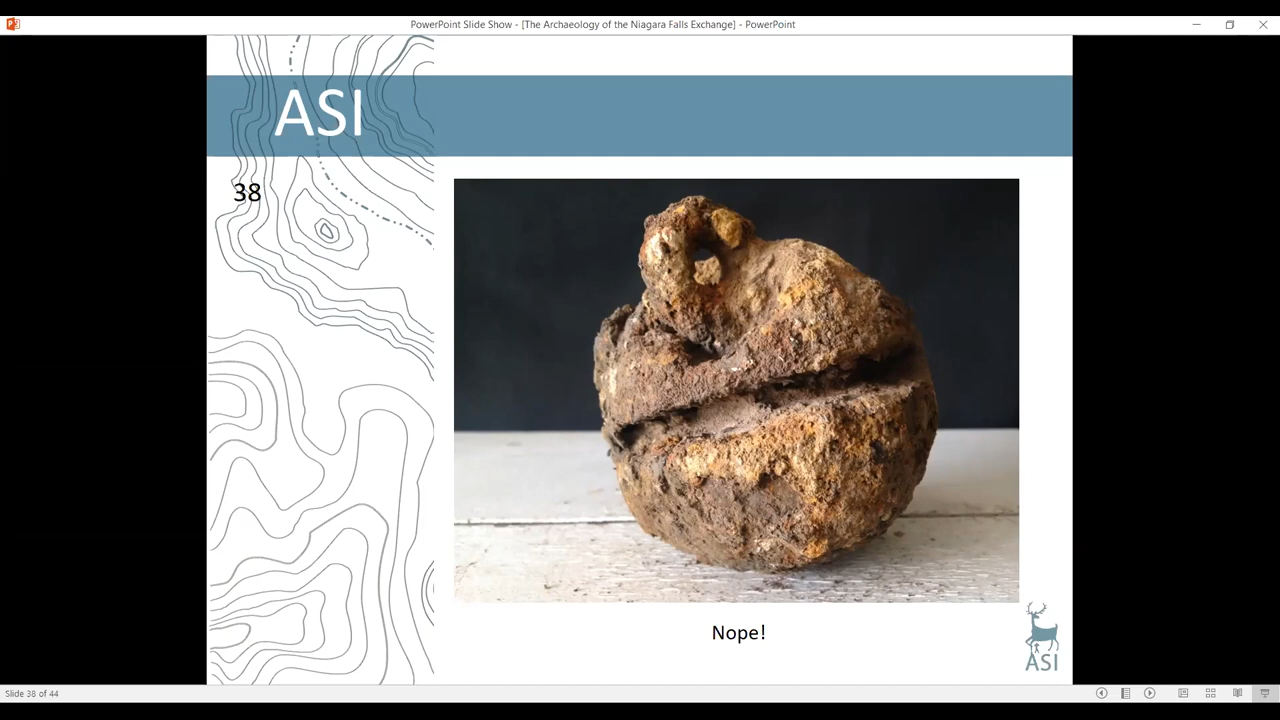 PowerPoint Slide Show - [The Archaeology of the Niagara Falls Exchange] - PowerPoint
ASI
38
Nope!
ASI
Slide 38 of 44